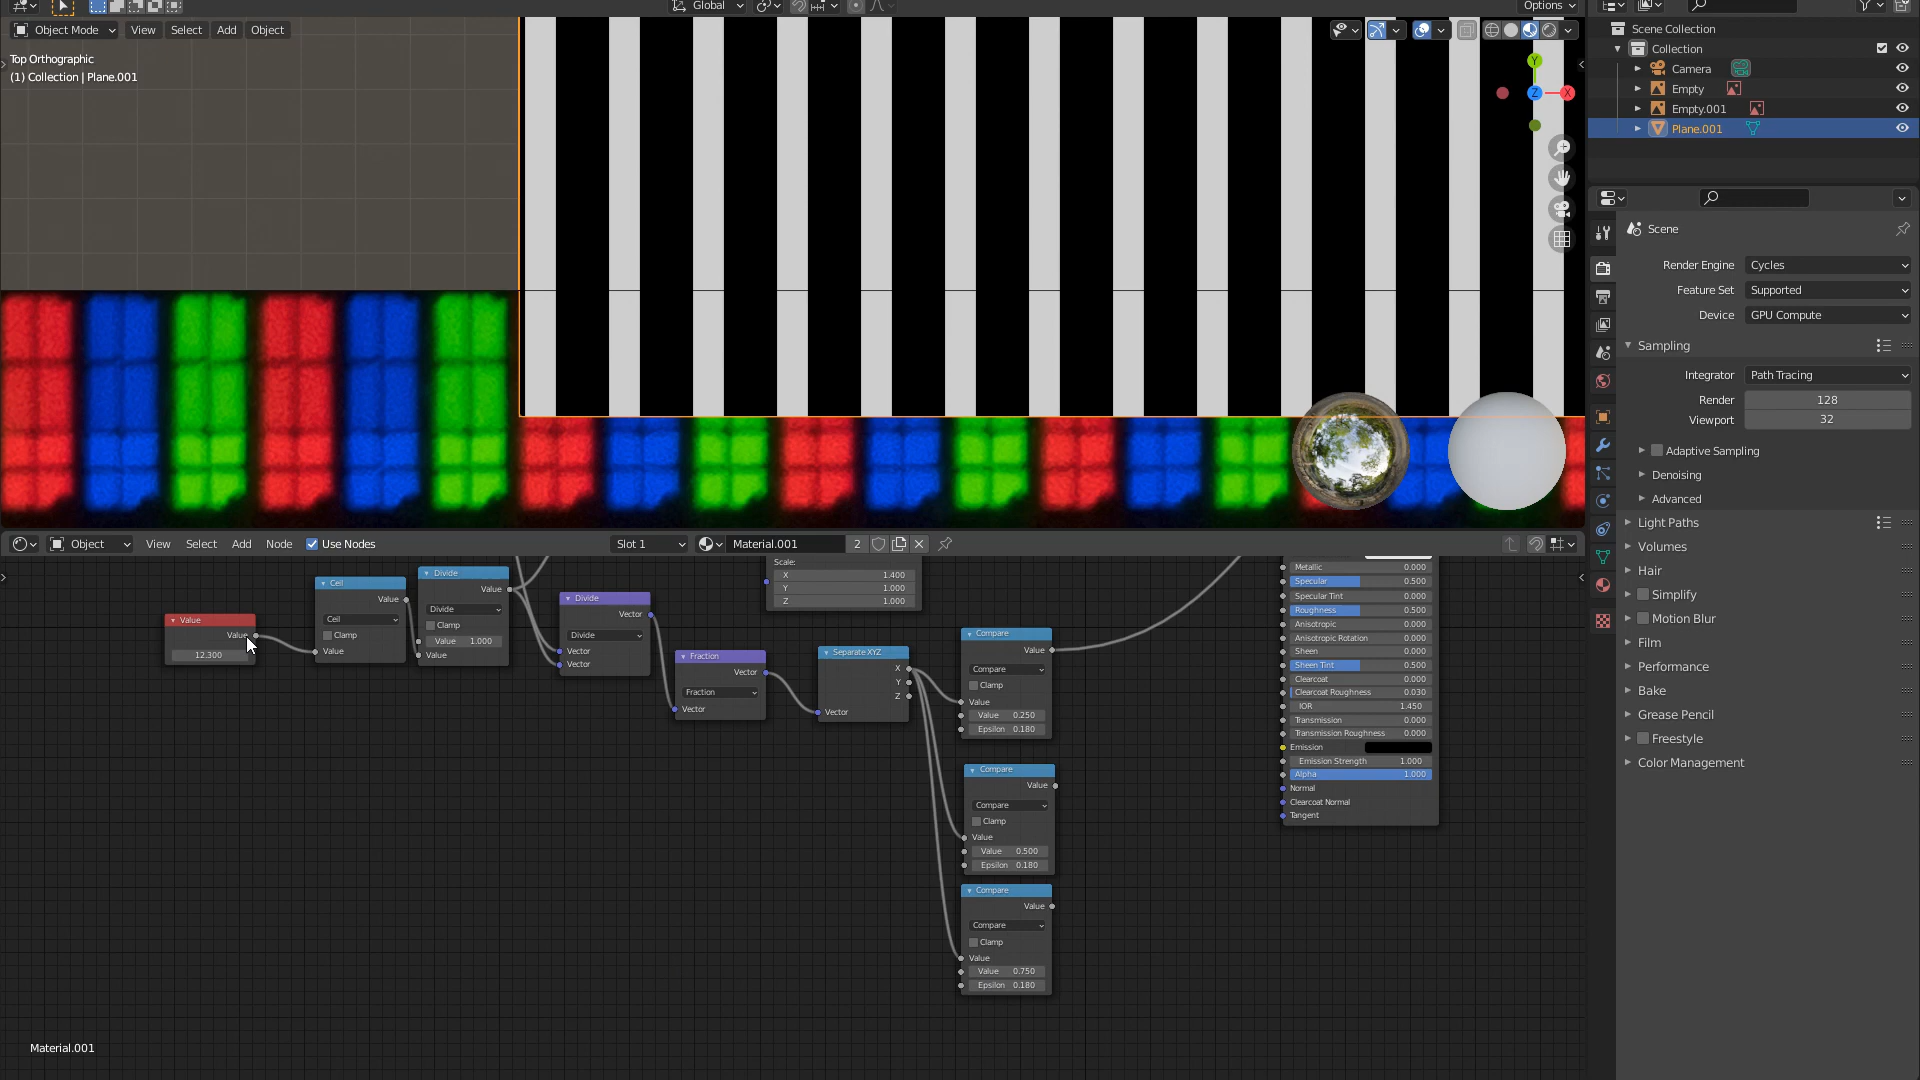 Global
Options
Object Mode
View
Select
Add
Object
Top Orthographic
(1) Collection | Plane.001
Y
Z
X
Scene Collection
Collection
Camera
Empty
Empty.001
Plane.001
Scene
Render Engine
Cycles
Feature Set
Supported
Device
GPU Compute
Sampling
Integrator
Path Tracing
Render
128
Viewport
32
Adaptive Sampling
Denoising
Advanced
Light Paths
Volumes
Hair
Simplify
Motion Blur
Film
Performance
Bake
Grease Pencil
Freestyle
Color Management
Object
View
Select
Add
Node
Use Nodes
Slot 1
Material.001
2
Value
Value
12.300
Ceil
Value
Ceil
Clamp
Value
Divide
Value
Divide
Clamp
Value 1.000
Value
Divide
Vector
Divide
Vector
Vector
Fraction
Vector
Fraction
Vector
Scale:
X 1.400
Y 1.000
Z 1.000
Separate XYZ
X
Y
Z
Vector
Compare
Value
Compare
Clamp
Value
Value 0.250
Epsilon 0.180
Compare
Value
Compare
Clamp
Value
Value 0.500
Epsilon 0.180
Compare
Value
Compare
Clamp
Value
Value 0.750
Epsilon 0.180
Metallic 0.000
Specular 0.500
Specular Tint 0.000
Roughness 0.500
Anisotropic 0.000
Anisotropic Rotation 0.000
Sheen 0.000
Sheen Tint 0.500
Clearcoat 0.000
Clearcoat Roughness 0.030
IOR 1.450
Transmission 0.000
Transmission Roughness 0.000
Emission
Emission Strength 1.000
Alpha 1.000
Normal
Clearcoat Normal
Tangent
Material.001